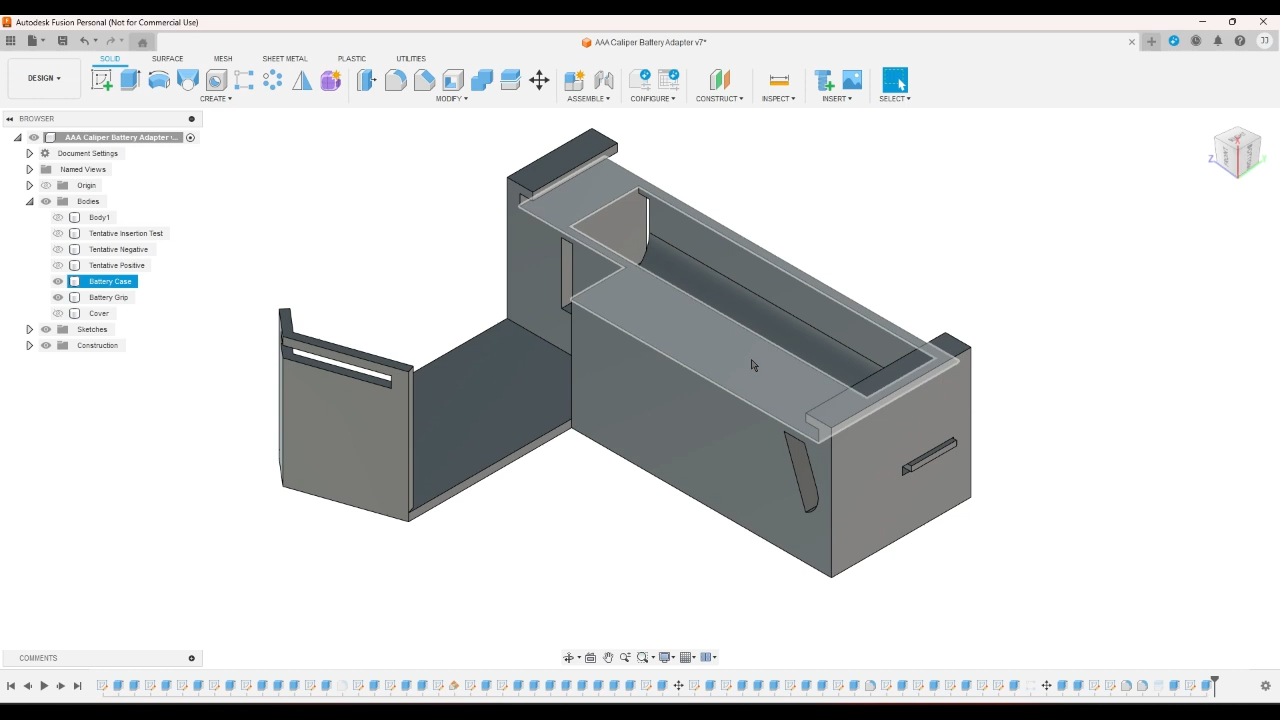 Autodesk Fusion Personal (Not for Commercial Use)
AAA Caliper Battery Adapter v7*
JJ
DESIGN
SOLID SURFACE MESH SHEET METAL PLASTIC UTILITIES
CREATE MODIFY ASSEMBLE CONFIGURE CONSTRUCT INSPECT INSERT SELECT
BROWSER
AAA Caliper Battery Adapter ...
Document Settings
Named Views
Origin
Bodies
Body1
Tentative Insertion Test
Tentative Negative
Tentative Positive
Battery Case
Battery Grip
Cover
Sketches
Construction
Z
X
Y
COMMENTS